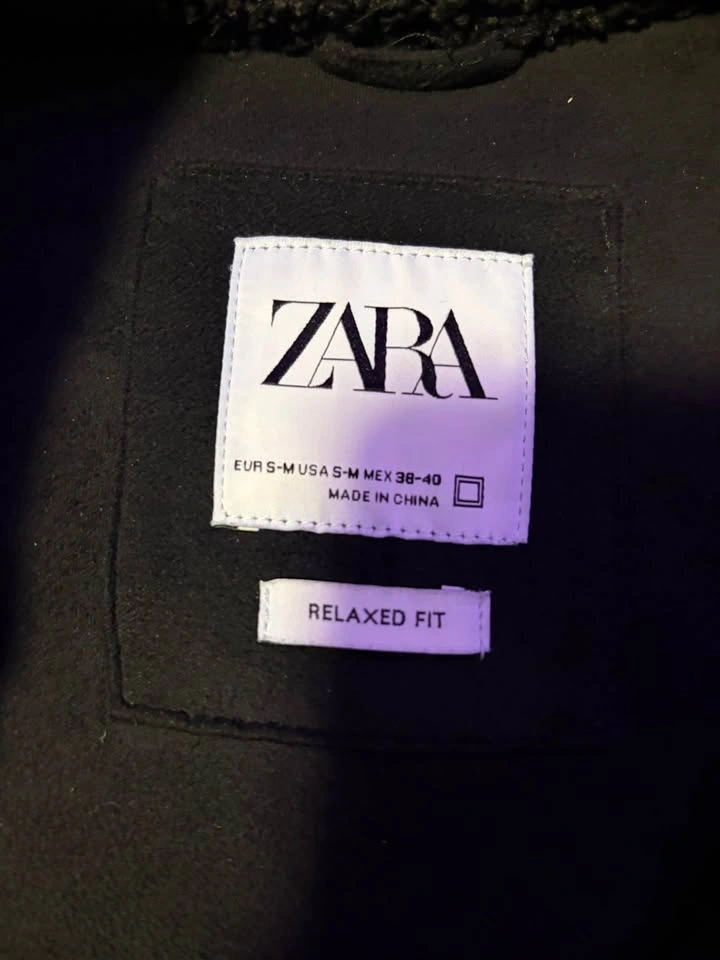 ZARA
EUR S-M USA S-M MEX 38-40
MADE IN CHINA
RELAXED FIT